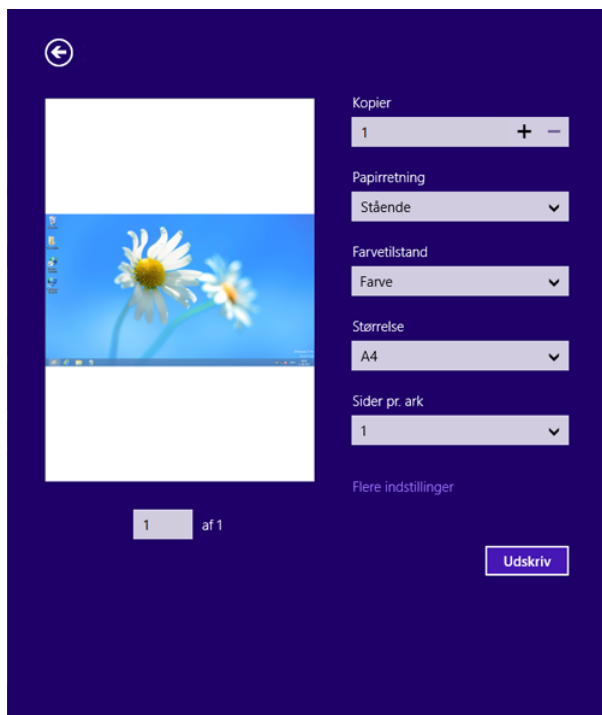 Kopier
1
Papirretning
Stående
Farvetilstand
Farve
Størrelse
A4
Sider pr. ark
1
Flere indstillinger
1 af 1
Udskriv